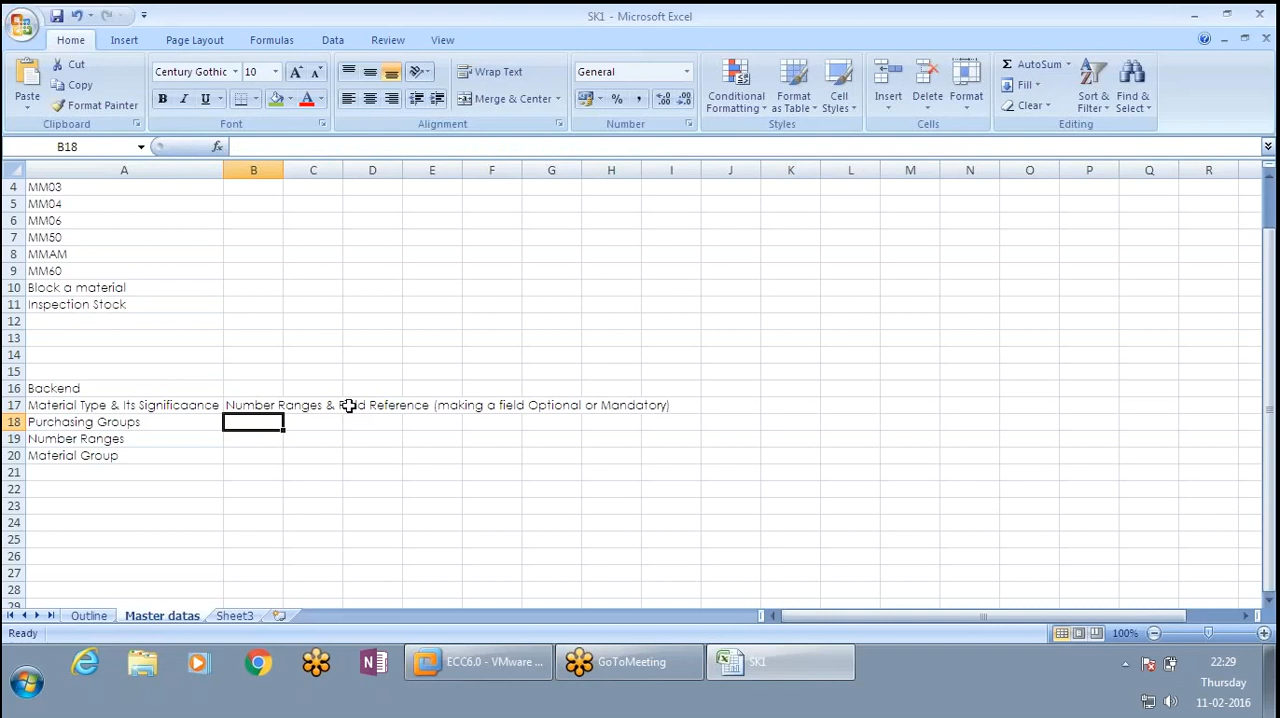 SK1 - Microsoft Excel
Home Insert Page Layout Formulas Data Review View
Paste
Cut
Copy
Format Painter
Clipboard
Century Gothic 10
B I U
Font
Wrap Text
Merge & Center
Alignment
General
Number
Conditional Formatting
Format as Table
Cell Styles
Styles
Insert Delete Format
Cells
AutoSum
Fill
Clear
Sort & Filter
Find & Select
Editing
B18 fx
A B C D E F G H I J K L M N O P Q R
4 MM03
5 MM04
6 MM06
7 MM50
8 MMAM
9 MM60
10 Block a material
11 Inspection Stock
12
13
14
15
16 Backend
17 Material Type & Its Significaance Number Ranges & Reference (making a field Optional or Mandatory)
18 Purchasing Groups
19 Number Ranges
20 Material Group
21
22
23
24
25
26
27
28
29
Outline Master datas Sheet3
Ready 100%
ECC6.0 - VMware ... GoToMeeting SK1
22:29
Thursday
11-02-2016